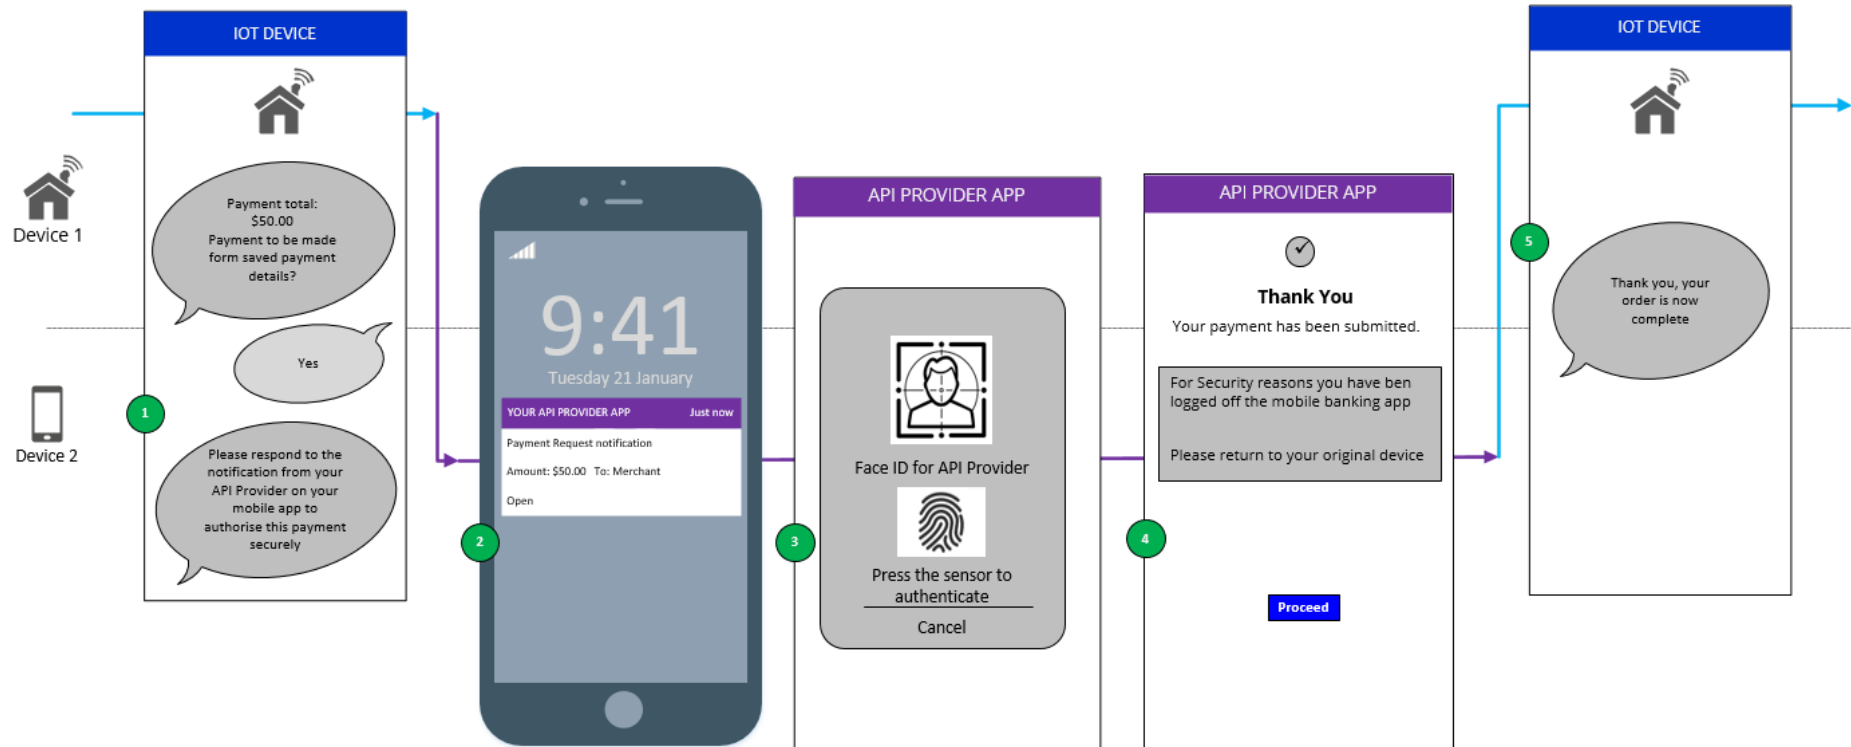 IOT DEVICE
Device 1
Payment total:
$50.00
Payment to be made
form saved payment
details?
Yes
Device 2
1
Please respond to the
notification from your
API Provider on your
mobile app to
authorise this payment
securely
9:41
Tuesday 21 January
YOUR API PROVIDER APP Just now
Payment Request notification
Amount: $50.00 To: Merchant
Open
2
API PROVIDER APP
Face ID for API Provider
Press the sensor to
authenticate
Cancel
3
API PROVIDER APP
Thank You
Your payment has been submitted.
For Security reasons you have ben
logged off the mobile banking app
Please return to your original device
4
Proceed
IOT DEVICE
5
Thank you, your
order is now
complete